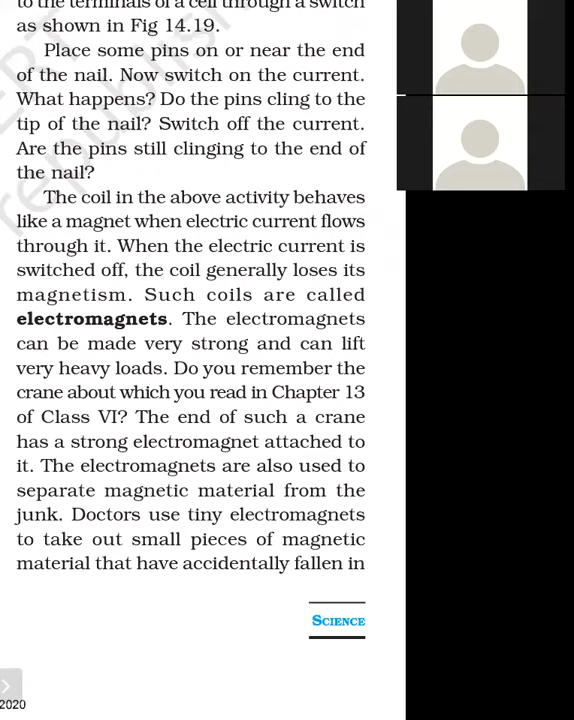 to the terminals of a cell through a switch
as shown in Fig 14.19.
Place some pins on or near the end
of the nail. Now switch on the current.
What happens? Do the pins cling to the
tip of the nail? Switch off the current.
Are the pins still clinging to the end of
the nail?
The coil in the above activity behaves
like a magnet when electric current flows
through it. When the electric current is
switched off, the coil generally loses its
magnetism. Such coils are called
electromagnets. The electromagnets
can be made very strong and can lift
very heavy loads. Do you remember the
crane about which you read in Chapter 13
of Class VI? The end of such a crane
has a strong electromagnet attached to
it. The electromagnets are also used to
separate magnetic material from the
junk. Doctors use tiny electromagnets
to take out small pieces of magnetic
material that have accidentally fallen in
SCIENCE
2020